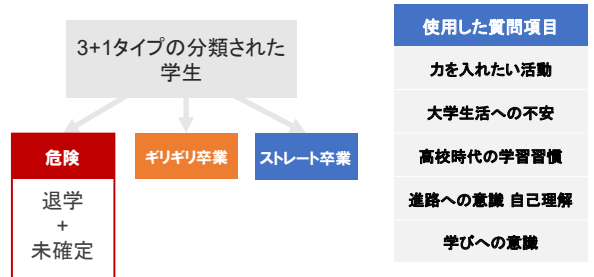 3+1タイプの分類された
学生
危険
ギリギリ卒業
ストレート卒業
退学
+
未確定
使用した質問項目
力を入れたい活動
大学生活への不安
高校時代の学習習慣
進路への意識 自己理解
学びへの意識